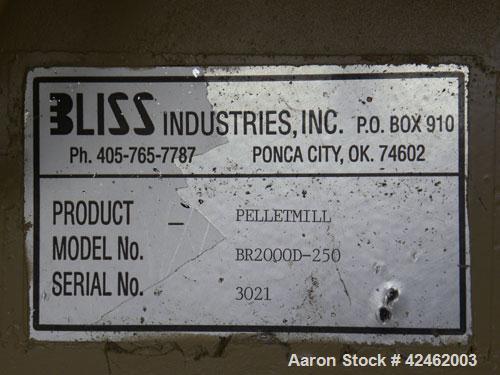 BLISS INDUSTRIES, INC. P.O. BOX 910
Ph. 405-765-7787 PONCA CITY, OK. 74602
PRODUCT – PELLETMILL
MODEL No. BR2000D-250
SERIAL No. 3021
Aaron Stock # 42462003